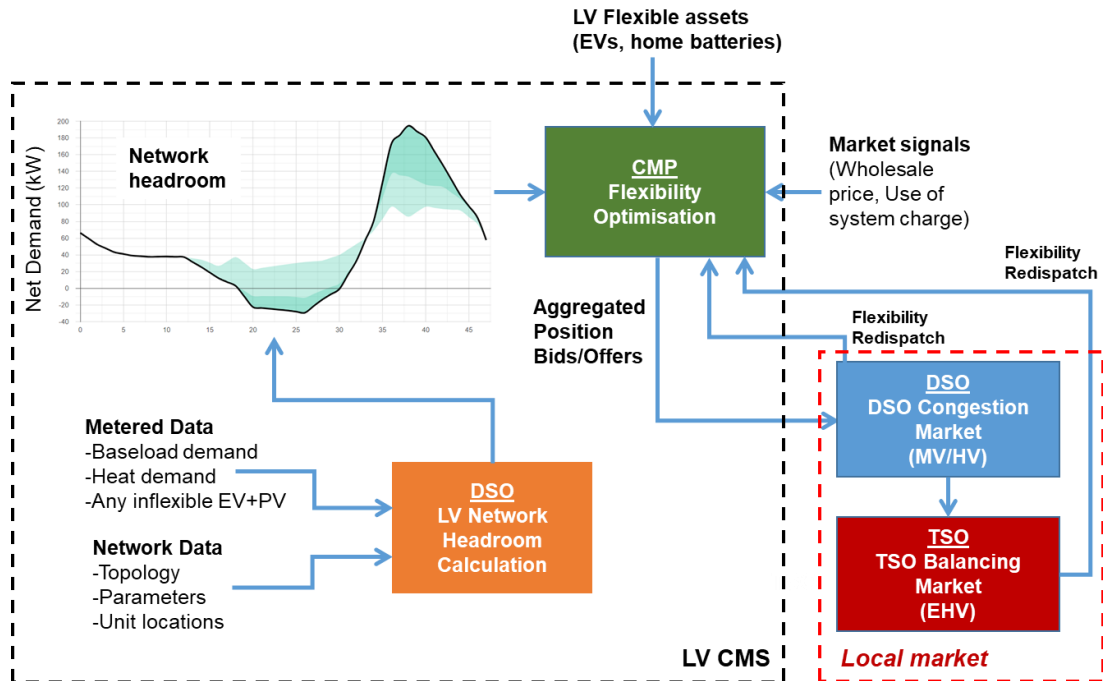 LV Flexible assets
(EVs, home batteries)
Net Demand (kW)
200
180
160
140
120
100
80
60
40
20
0
-20
-40
0
5
10
15
20
25
30
35
40
45
Network
headroom
CMP
Flexibility
Optimisation
Market signals
(Wholesale
price, Use of
system charge)
Flexibility
Redispatch
Aggregated
Position
Bids/Offers
Flexibility
Redispatch
DSO
DSO Congestion
Market
(MV/HV)
Metered Data
-Baseload demand
-Heat demand
-Any inflexible EV+PV
DSO
LV Network
Headroom
Calculation
Network Data
-Topology
-Parameters
-Unit locations
TSO
TSO Balancing
Market
(EHV)
LV CMS
Local market